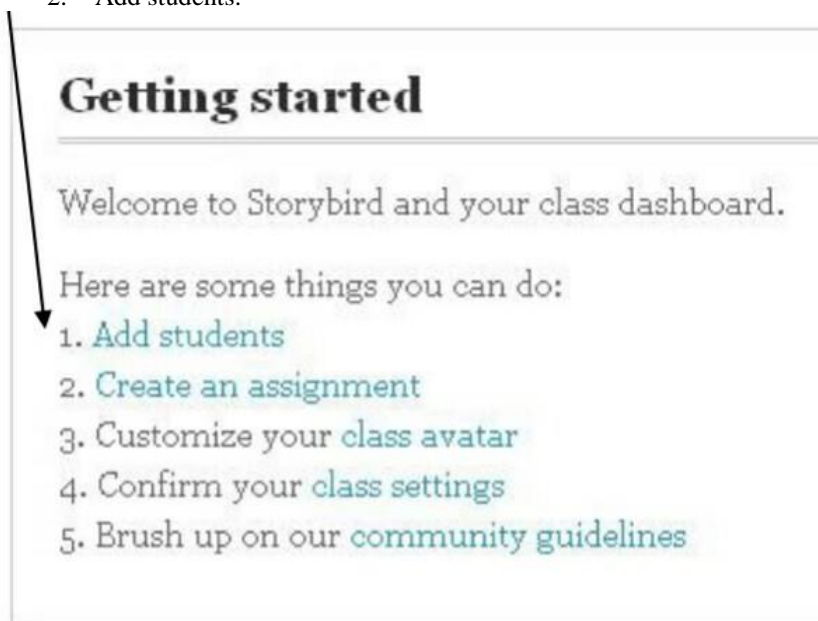 2. Add students.
Getting started
Welcome to Storybird and your class dashboard.
Here are some things you can do:
1. Add students
2. Create an assignment
3. Customize your class avatar
4. Confirm your class settings
5. Brush up on our community guidelines